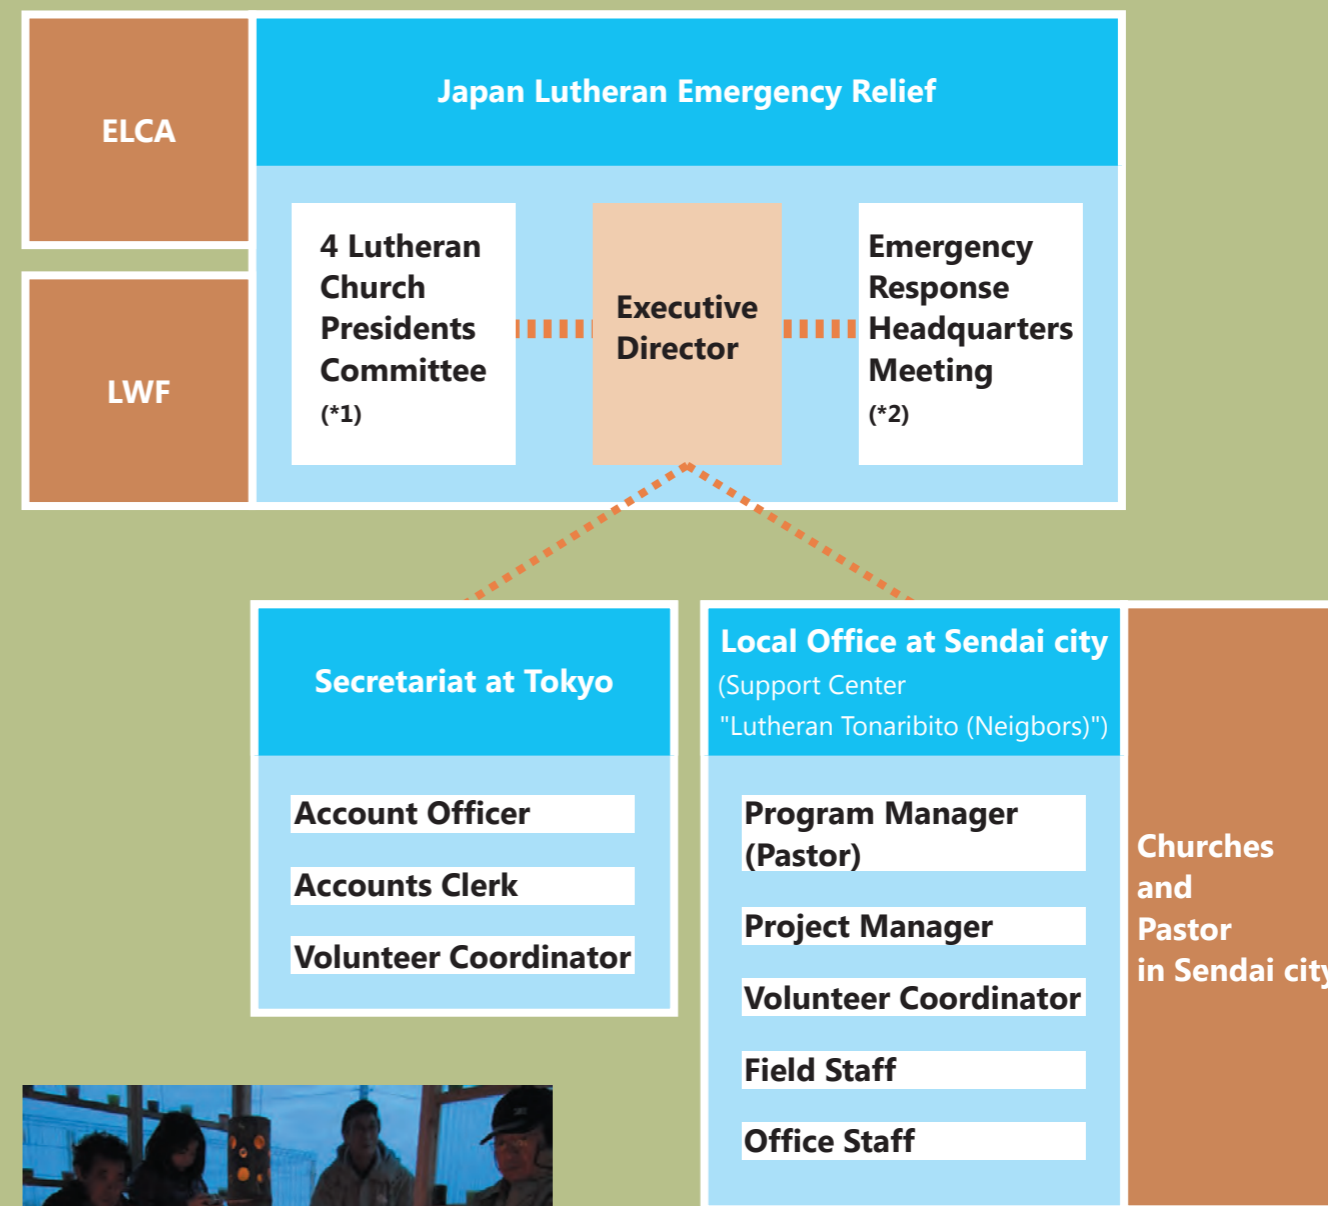 ELCA
Japan Lutheran Emergency Relief
4 Lutheran
Church
Presidents
Committee
(*1)
Executive
Director
Emergency
Response
Headquarters
Meeting
(*2)
LWF
Secretariat at Tokyo
Account Officer
Accounts Clerk
Volunteer Coordinator
Local Office at Sendai city
(Support Center
"Lutheran Tonaribito (Neigbors)")
Program Manager
(Pastor)
Project Manager
Volunteer Coordinator
Field Staff
Office Staff
Churches
and
Pastor
in Sendai city